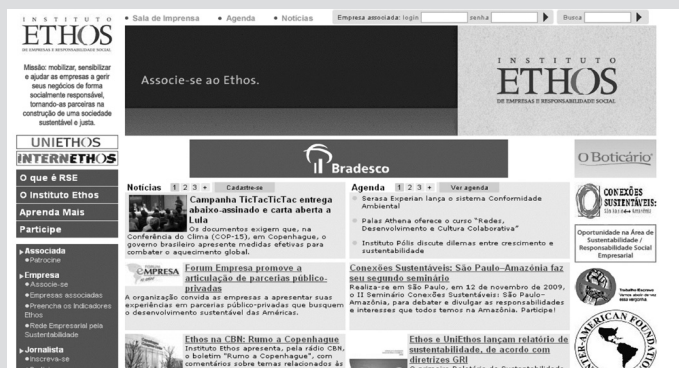 INSTITUTO
ETHOS
DE EMPRESAS E RESPONSABILIDADE SOCIAL
Missão: mobilizar, sensibilizar
e ajudar as empresas a gerir
seus negócios de forma
socialmente responsável,
tornando-as parceiras na
construção de uma sociedade
sustentável e justa.
UNIETHOS
INTERNETHOS
O que é RSE
O Instituto Ethos
Aprenda Mais
Participe
Associada
Patrocine
Empresa
Associe-se
Empresas associadas
Preencha os Indicadores
Ethos
Rede Empresarial pela
Sustentabilidade
Jornalista
Inscreva-se
Sala de Imprensa
Agenda
Notícias
Empresa associada: login
senha
Busca
Associe-se ao Ethos.
INSTITUTO
ETHOS
DE EMPRESAS E RESPONSABILIDADE SOCIAL
Bradesco
O Boticário
Notícias 1 2 3 + Cadastre-se
Campanha TicTacTicTac entrega
abaixo-assinado e carta aberta a
Lula
Os documentos exigem que, na
Conferência do Clima (COP-15), em Copenhague, o
governo brasileiro apresente medidas efetivas para
combater o aquecimento global.
EMPRESA
Forum Empresa promove a
articulação de parcerias público-
privadas
A organização convida as empresas a apresentar suas
experiências em parcerias público-privadas que busquem
o desenvolvimento sustentável das Américas.
Ethos na CBN: Rumo a Copenhague
Instituto Ethos apresenta, pela rádio CBN,
o boletim "Rumo a Copenhague", com
comentários sobre temas relacionados às
Agenda 1 2 3 + Ver agenda
Serasa Experian lança o sistema Conformidade
Ambiental
Palas Athena oferece o curso "Redes,
Desenvolvimento e Cultura Colaborativa"
Instituto Pólis discute dilemas entre crescimento e
sustentabilidade
Conexões Sustentáveis: São Paulo–Amazônia faz
seu segundo seminário
Realiza-se em São Paulo, em 12 de novembro de 2009,
o II Seminário Conexões Sustentáveis: São Paulo–
Amazônia, para debater e divulgar as responsabilidades
e interesses que todos temos na Amazônia. Participe!
Ethos e UniEthos lançam relatório de
sustentabilidade, de acordo com
diretrizes GRI
CONEXÕES
SUSTENTÁVEIS:
Oportunidade na Área de
Sustentabilidade /
Responsabilidade Social
Empresarial
INTER-AMERICAN FOUNDATION